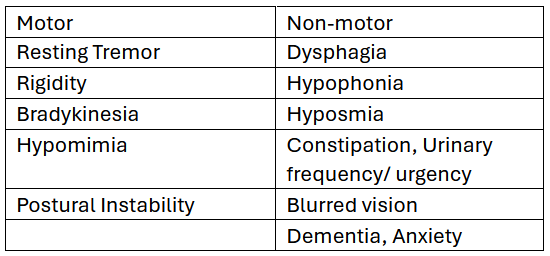 Motor Non-motor
Resting Tremor Dysphagia
Rigidity Hypophonia
Bradykinesia Hyposmia
Hypomimia Constipation, Urinary
frequency/ urgency
Postural Instability Blurred vision
Dementia, Anxiety